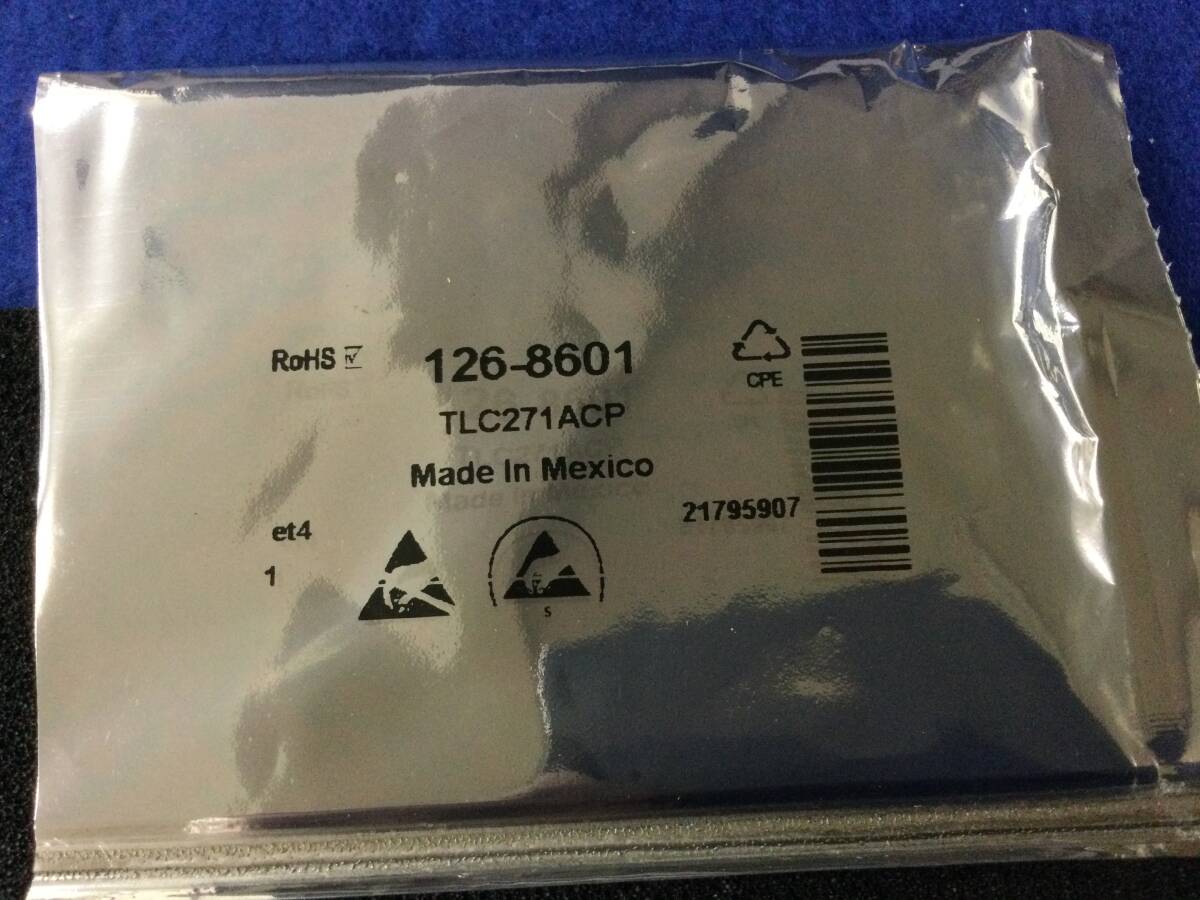 RoHS
126-8601
CPE
TLC271ACP
Made In Mexico
21795907
et4
1
S